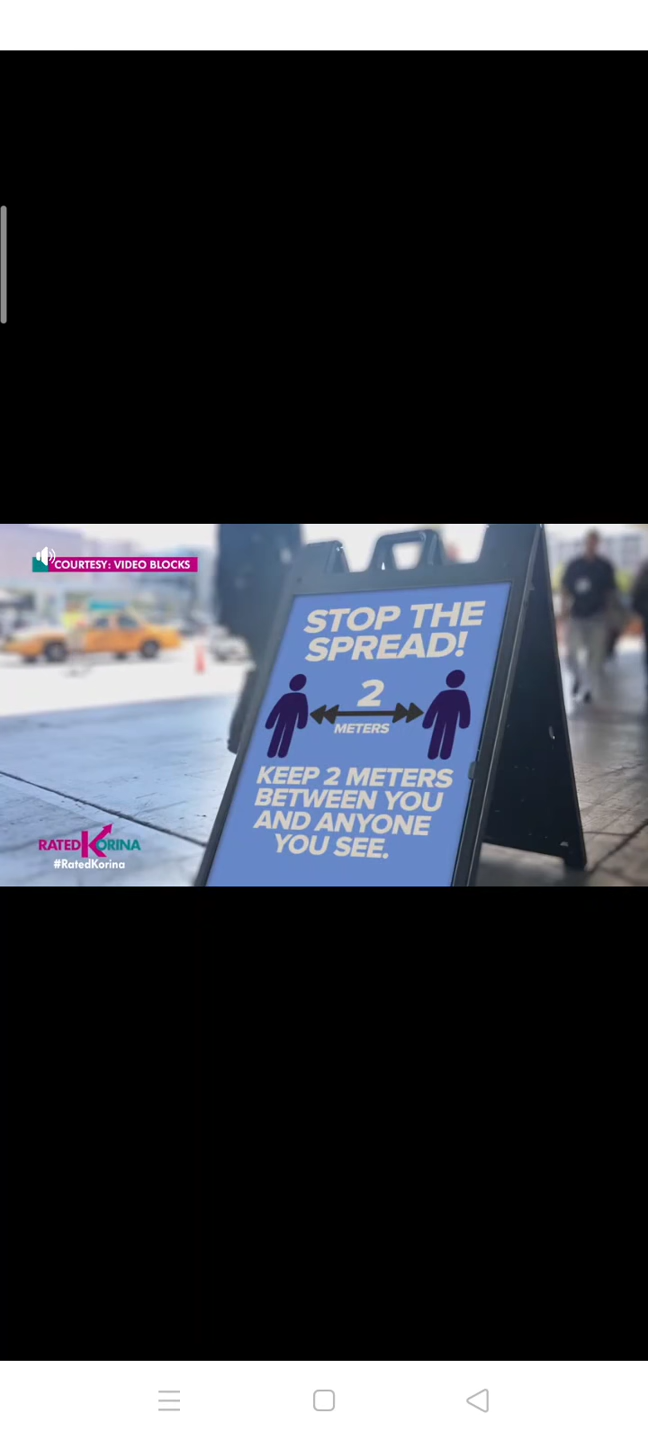 COURTESY: VIDEO BLOCKS
STOP THE
SPREAD!
2
METERS
KEEP 2 METERS
BETWEEN YOU
AND ANYONE
YOU SEE.
RATED KORINA
#RatedKorina